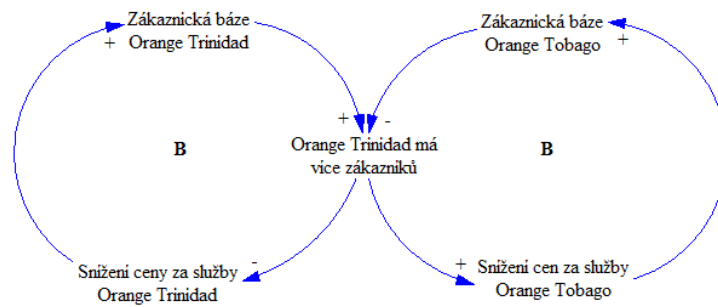 Zákaznická báze
+ Orange Trinidad
Zákaznická báze
Orange Tobago +
+ -
B
Orange Trinidad má
více zákazníků
B
-
Snížení ceny za služby
Orange Trinidad
+
Snížení cen za služby
Orange Tobago